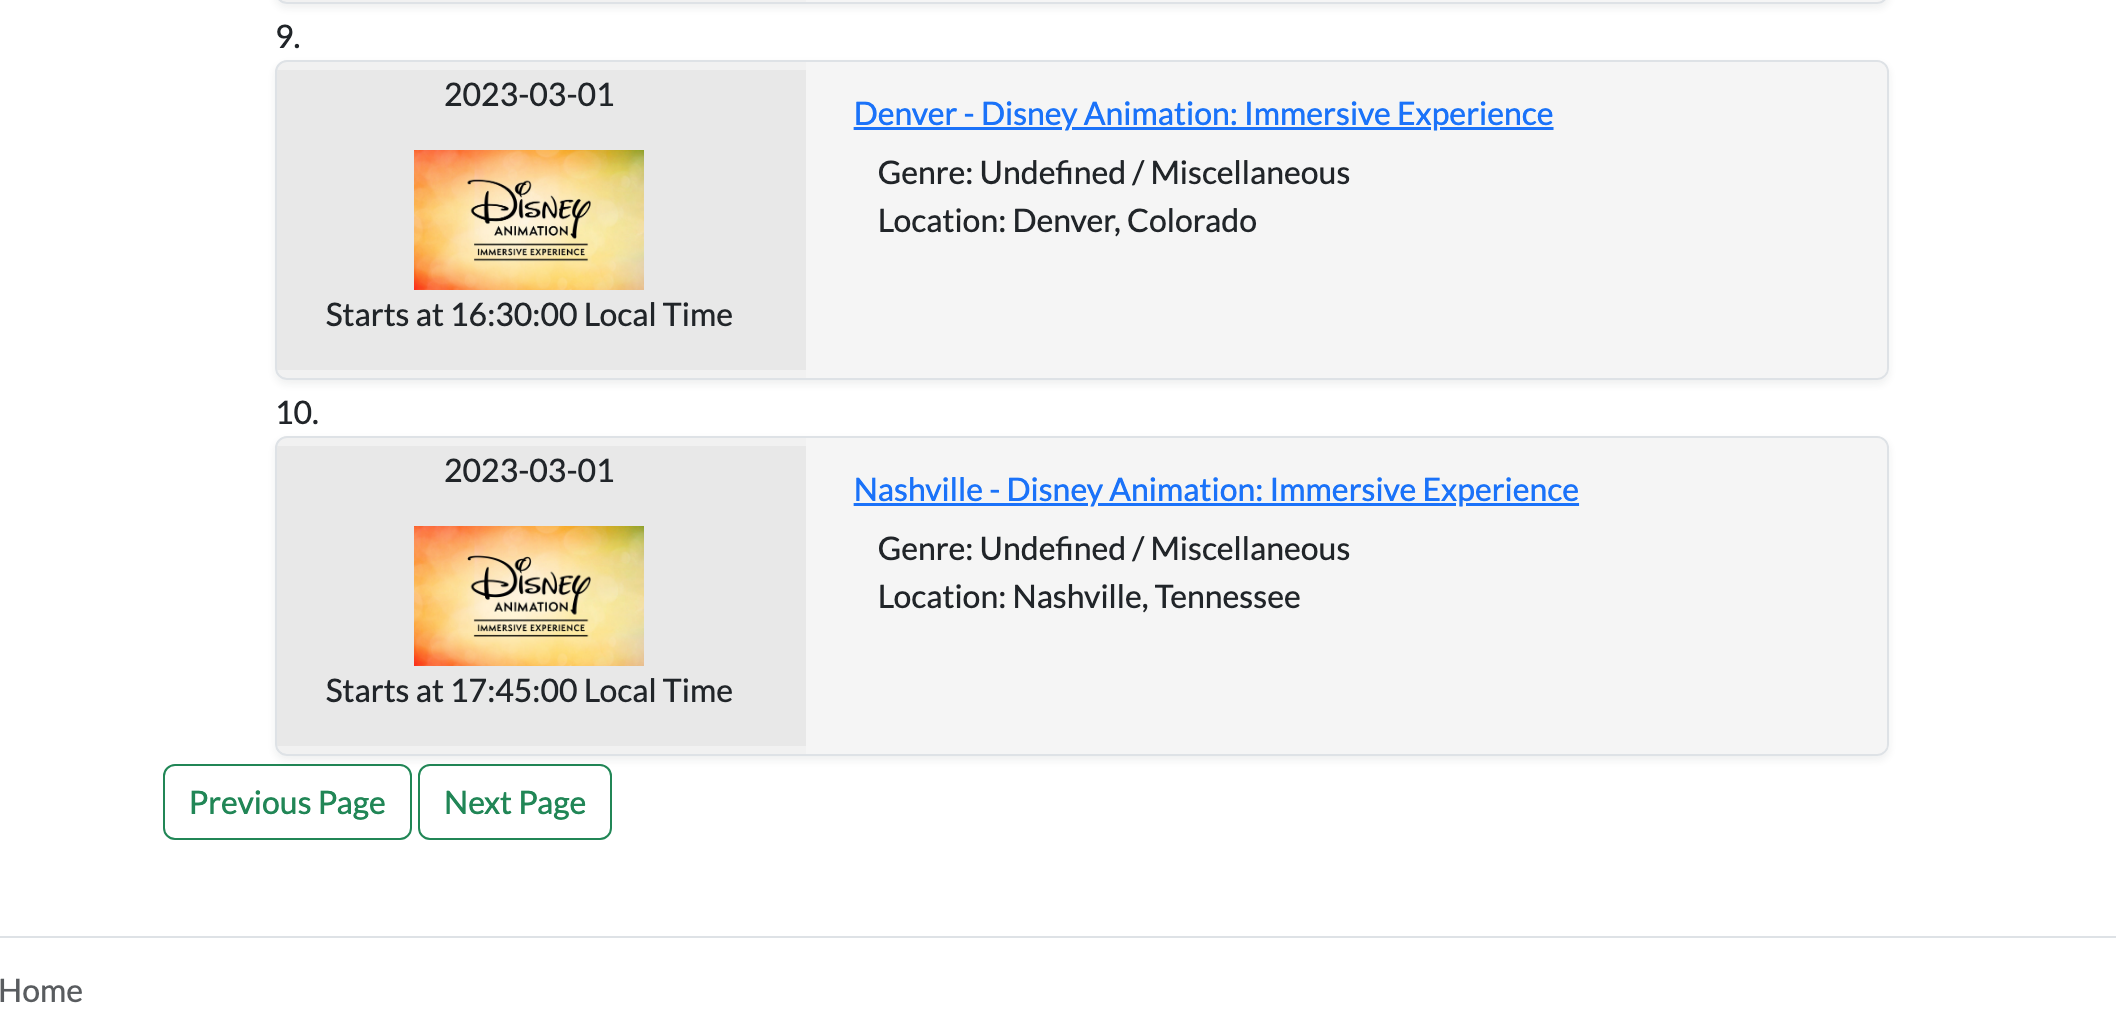 9.
2023-03-01
Disney
ANIMATION
IMMERSIVE EXPERIENCE
Starts at 16:30:00 Local Time
Denver - Disney Animation: Immersive Experience
Genre: Undefined / Miscellaneous
Location: Denver, Colorado
10.
2023-03-01
Disney
ANIMATION
IMMERSIVE EXPERIENCE
Starts at 17:45:00 Local Time
Nashville - Disney Animation: Immersive Experience
Genre: Undefined / Miscellaneous
Location: Nashville, Tennessee
Previous Page Next Page
Home